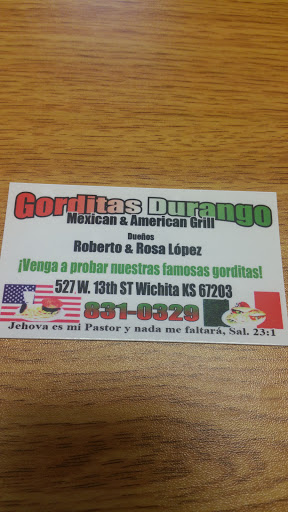 Gorditas Durango
Mexican & American Grill
Dueños
Roberto & Rosa López
¡Venga a probar nuestras famosas gorditas!
527 W. 13th ST Wichita KS 67203
831-0329
Jehova es mi Pastor y nada me faltará, Sal. 23:1